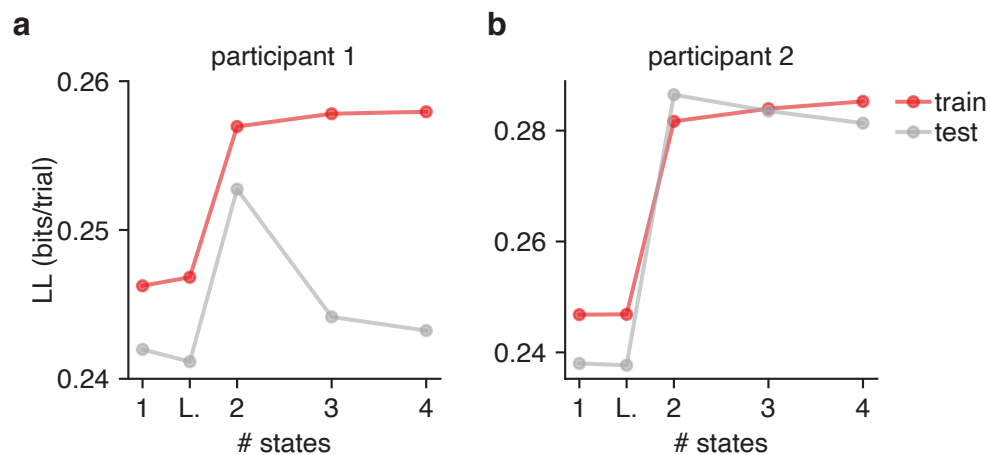 a
participant 1
LL (bits/trial)
0.26
0.25
0.24
1 L. 2 3 4
# states
b
participant 2
0.28
0.26
0.24
1 L. 2 3 4
# states
train
test